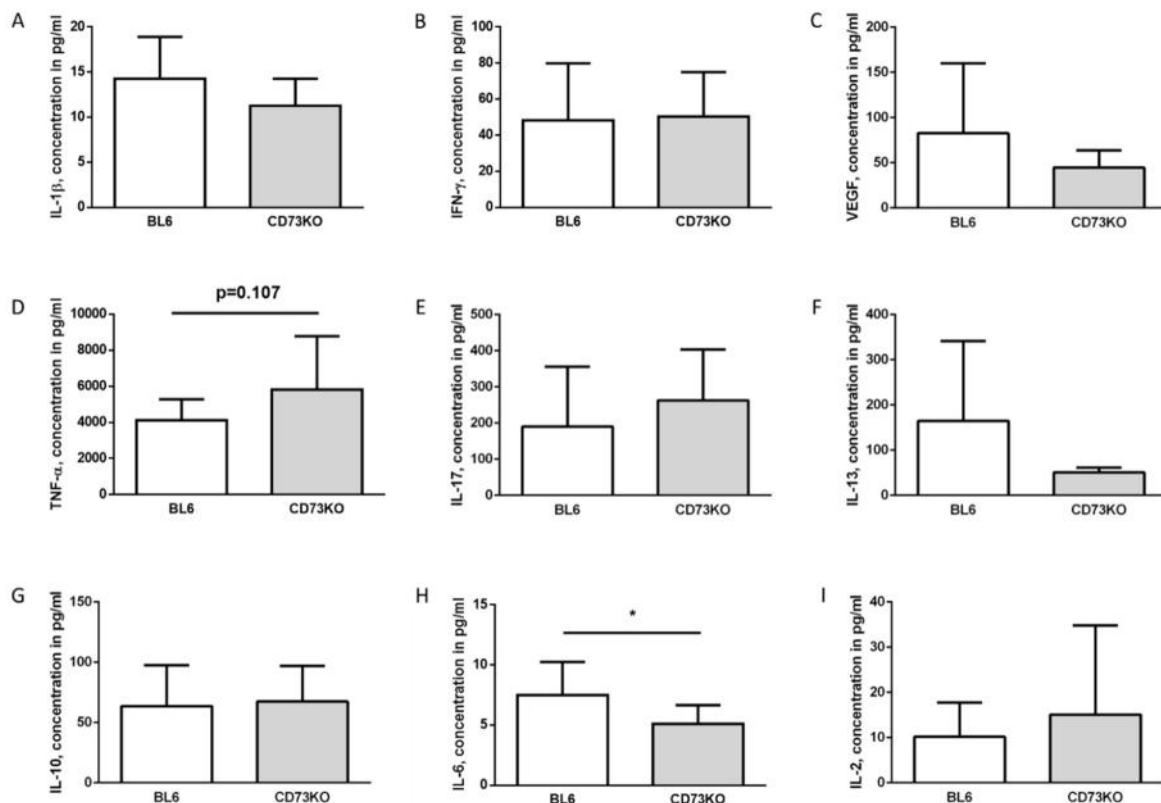 A
IL-1β, concentration in pg/ml
20
15
10
5
0
BL6 CD73KO
B
IFN-γ, concentration in pg/ml
100
80
60
40
20
0
BL6 CD73KO
C
VEGF, concentration in pg/ml
200
150
100
50
0
BL6 CD73KO
D
TNF-α, concentration in pg/ml
p=0.107
10000
8000
6000
4000
2000
0
BL6 CD73KO
E
IL-17, concentration in pg/ml
500
400
300
200
100
0
BL6 CD73KO
F
IL-13, concentration in pg/ml
400
300
200
100
0
BL6 CD73KO
G
IL-10, concentration in pg/ml
150
100
50
0
BL6 CD73KO
H
IL-6, concentration in pg/ml
*
15
10
5
0
BL6 CD73KO
I
IL-2, concentration in pg/ml
40
30
20
10
0
BL6 CD73KO